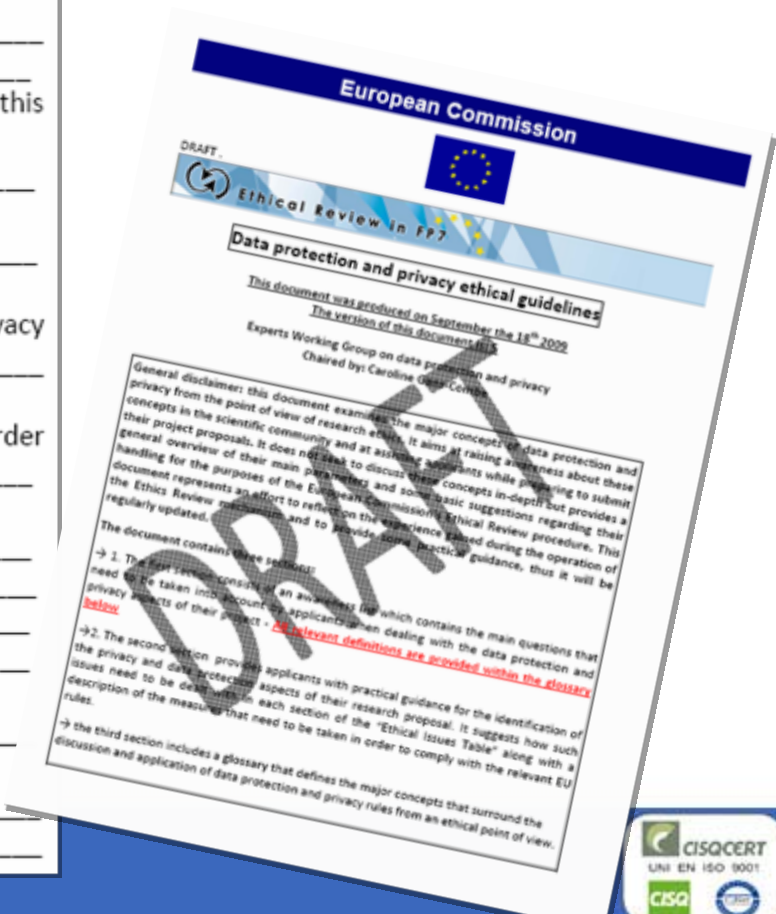 this
vacy
rder
European Commission
DRAFT .
Ethical Review in FP7
Data protection and privacy ethical guidelines
This document was produced on September the 18th 2009
The version of this document is 5
Experts Working Group on data protection and privacy
Chaired by: Caroline
General disclaimer: this document examines the major concepts of data protection and
privacy from the point of view of research ethics. It aims at raising awareness about these
concepts in the scientific community and at assisting applicants while preparing to submit
their project proposals. It does not seek to discuss these concepts in-depth but provides a
general overview of their main parameters and some basic suggestions regarding their
handling for the purposes of the European Commission's Ethical Review procedure. This
document represents an effort to reflect on the experience gained during the operation of
the Ethics Review mechanism and to provide some practical guidance, thus it will be
regularly updated.
The document contains three sections:
→ 1. The first section consists of an awareness list which contains the main questions that
need to be taken into account by applicants when dealing with the data protection and
privacy aspects of their project - All relevant definitions are provided within the glossary
below
→2. The second section provides applicants with practical guidance for the identification of
the privacy and data protection aspects of their research proposal. It suggests how such
issues need to be dealt with in each section of the "Ethical Issues Table" along with a
description of the measures that need to be taken in order to comply with the relevant EU
rules.
→ the third section includes a glossary that defines the major concepts that surround the
discussion and application of data protection and privacy rules from an ethical point of view.
DRAFT
CISQCERT
UNI EN ISO 9001
CISQ